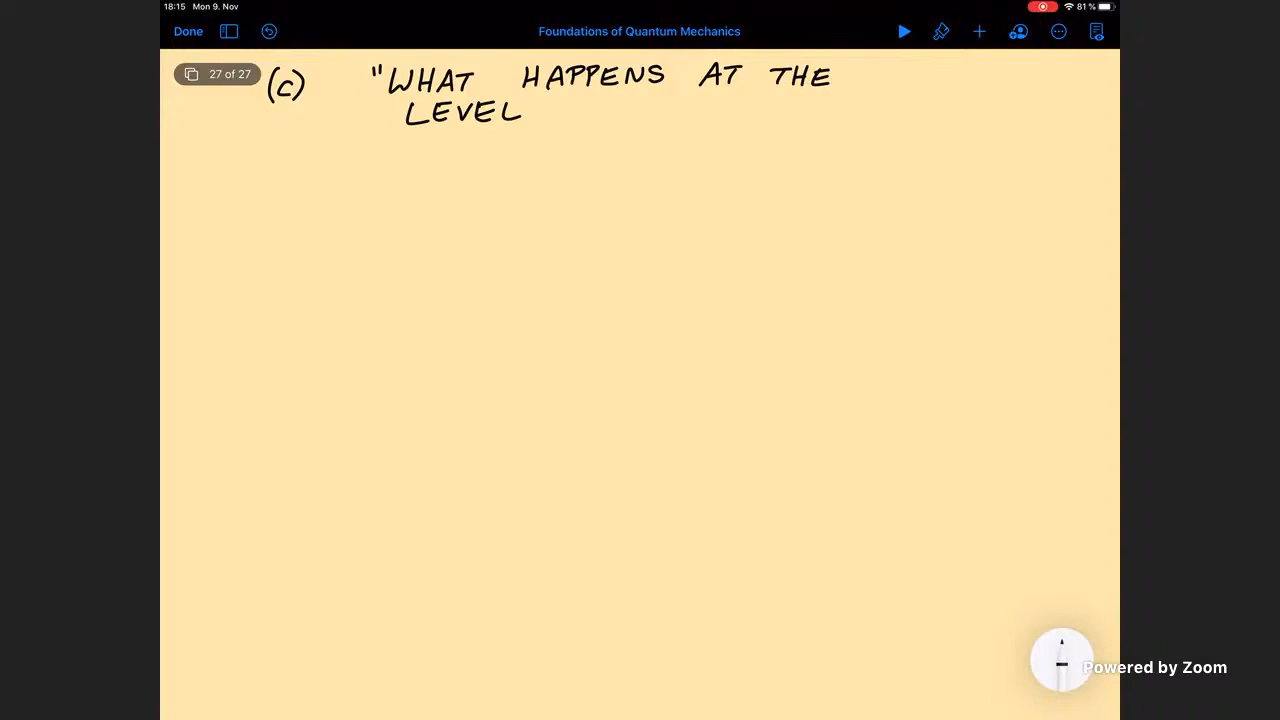 18:15 Mon 9. Nov 81 %
Done Foundations of Quantum Mechanics
27 of 27
(c) "WHAT HAPPENS AT THE
LEVEL
Powered by Zoom